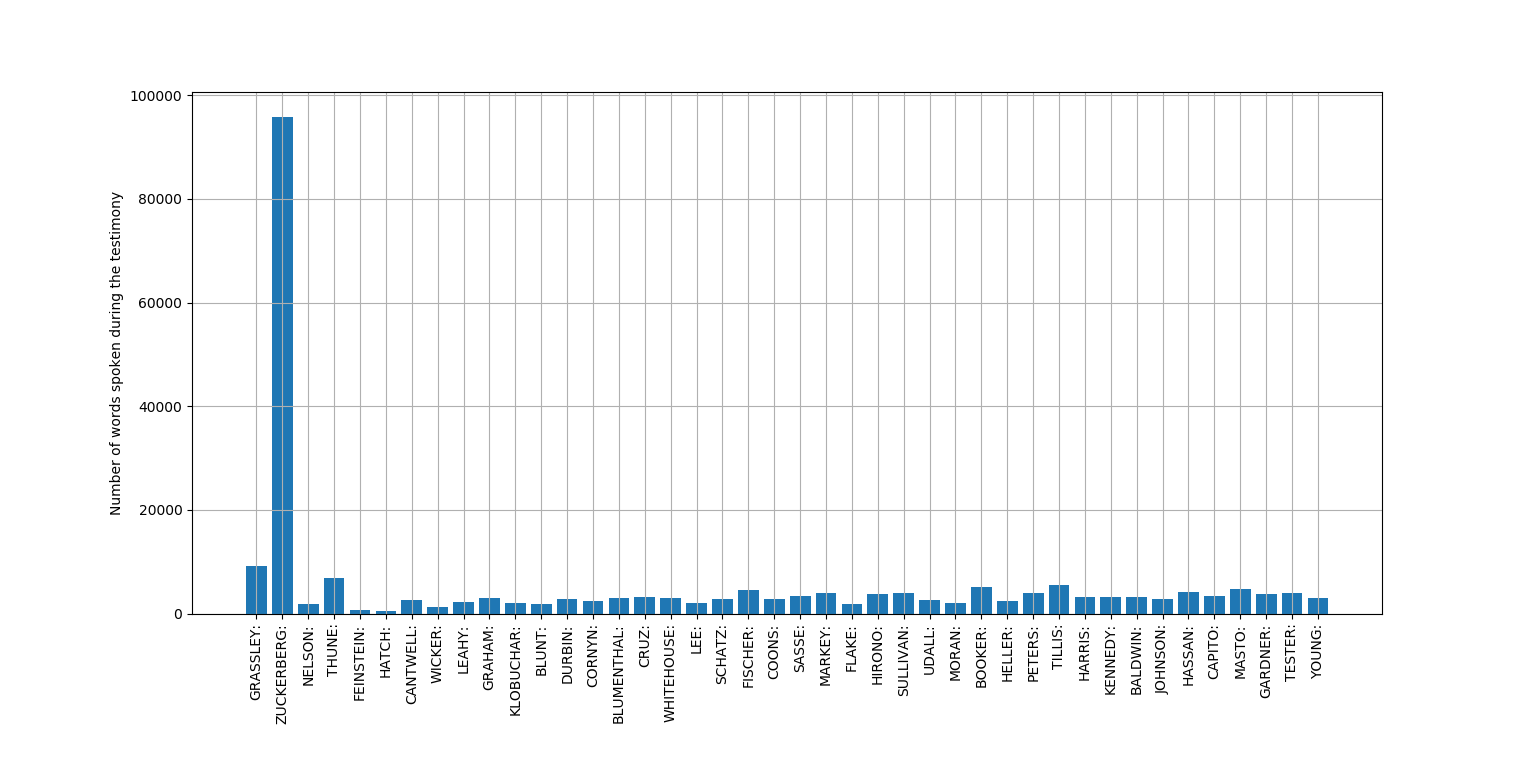 100000
80000
60000
40000
20000
0
Number of words spoken during the testimony
GRASSLEY:
ZUCKERBERG:
NELSON:
THUNE:
FEINSTEIN:
HATCH:
CANTWELL:
WICKER:
LEAHY:
GRAHAM:
KLOBUCHAR:
BLUNT:
DURBIN:
CORNYN:
BLUMENTHAL:
CRUZ:
WHITEHOUSE:
LEE:
SCHATZ:
FISCHER:
COONS:
SASSE:
MARKEY:
FLAKE:
HIRONO:
SULLIVAN:
UDALL:
MORAN:
BOOKER:
HELLER:
PETERS:
TILLIS:
HARRIS:
KENNEDY:
BALDWIN:
JOHNSON:
HASSAN:
CAPITO:
MASTO:
GARDNER:
TESTER:
YOUNG: